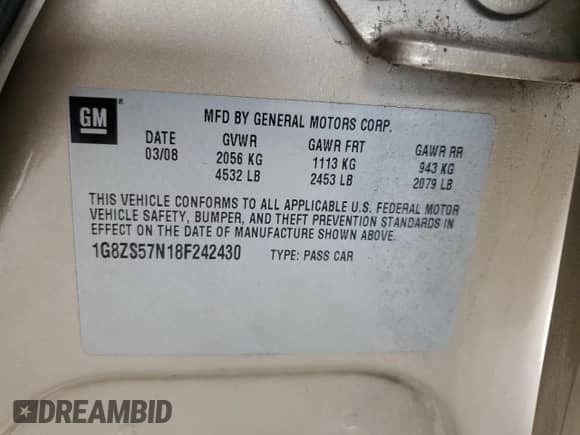 GM
MFD BY GENERAL MOTORS CORP.
DATE GVWR GAWR FRT GAWR RR
03/08 2056 KG 1113 KG 943 KG
4532 LB 2453 LB 2079 LB
THIS VEHICLE CONFORMS TO ALL APPLICABLE U.S. FEDERAL MOTOR
VEHICLE SAFETY, BUMPER, AND THEFT PREVENTION STANDARDS IN
EFFECT ON THE DATE OF MANUFACTURE SHOWN ABOVE.
1G8ZS57N18F242430 TYPE: PASS CAR
DREAMBID